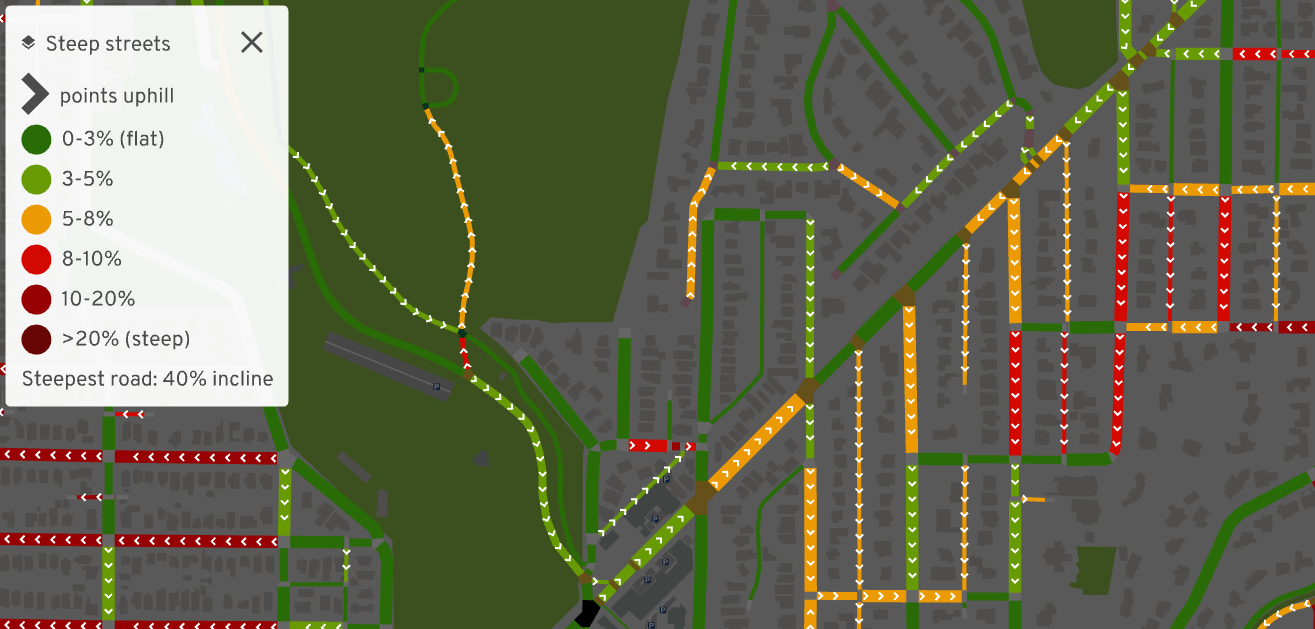 Steep streets
points uphill
0-3% (flat)
3-5%
5-8%
8-10%
10-20%
>20% (steep)
Steepest road: 40% incline
P
P
P
P
P
P
P